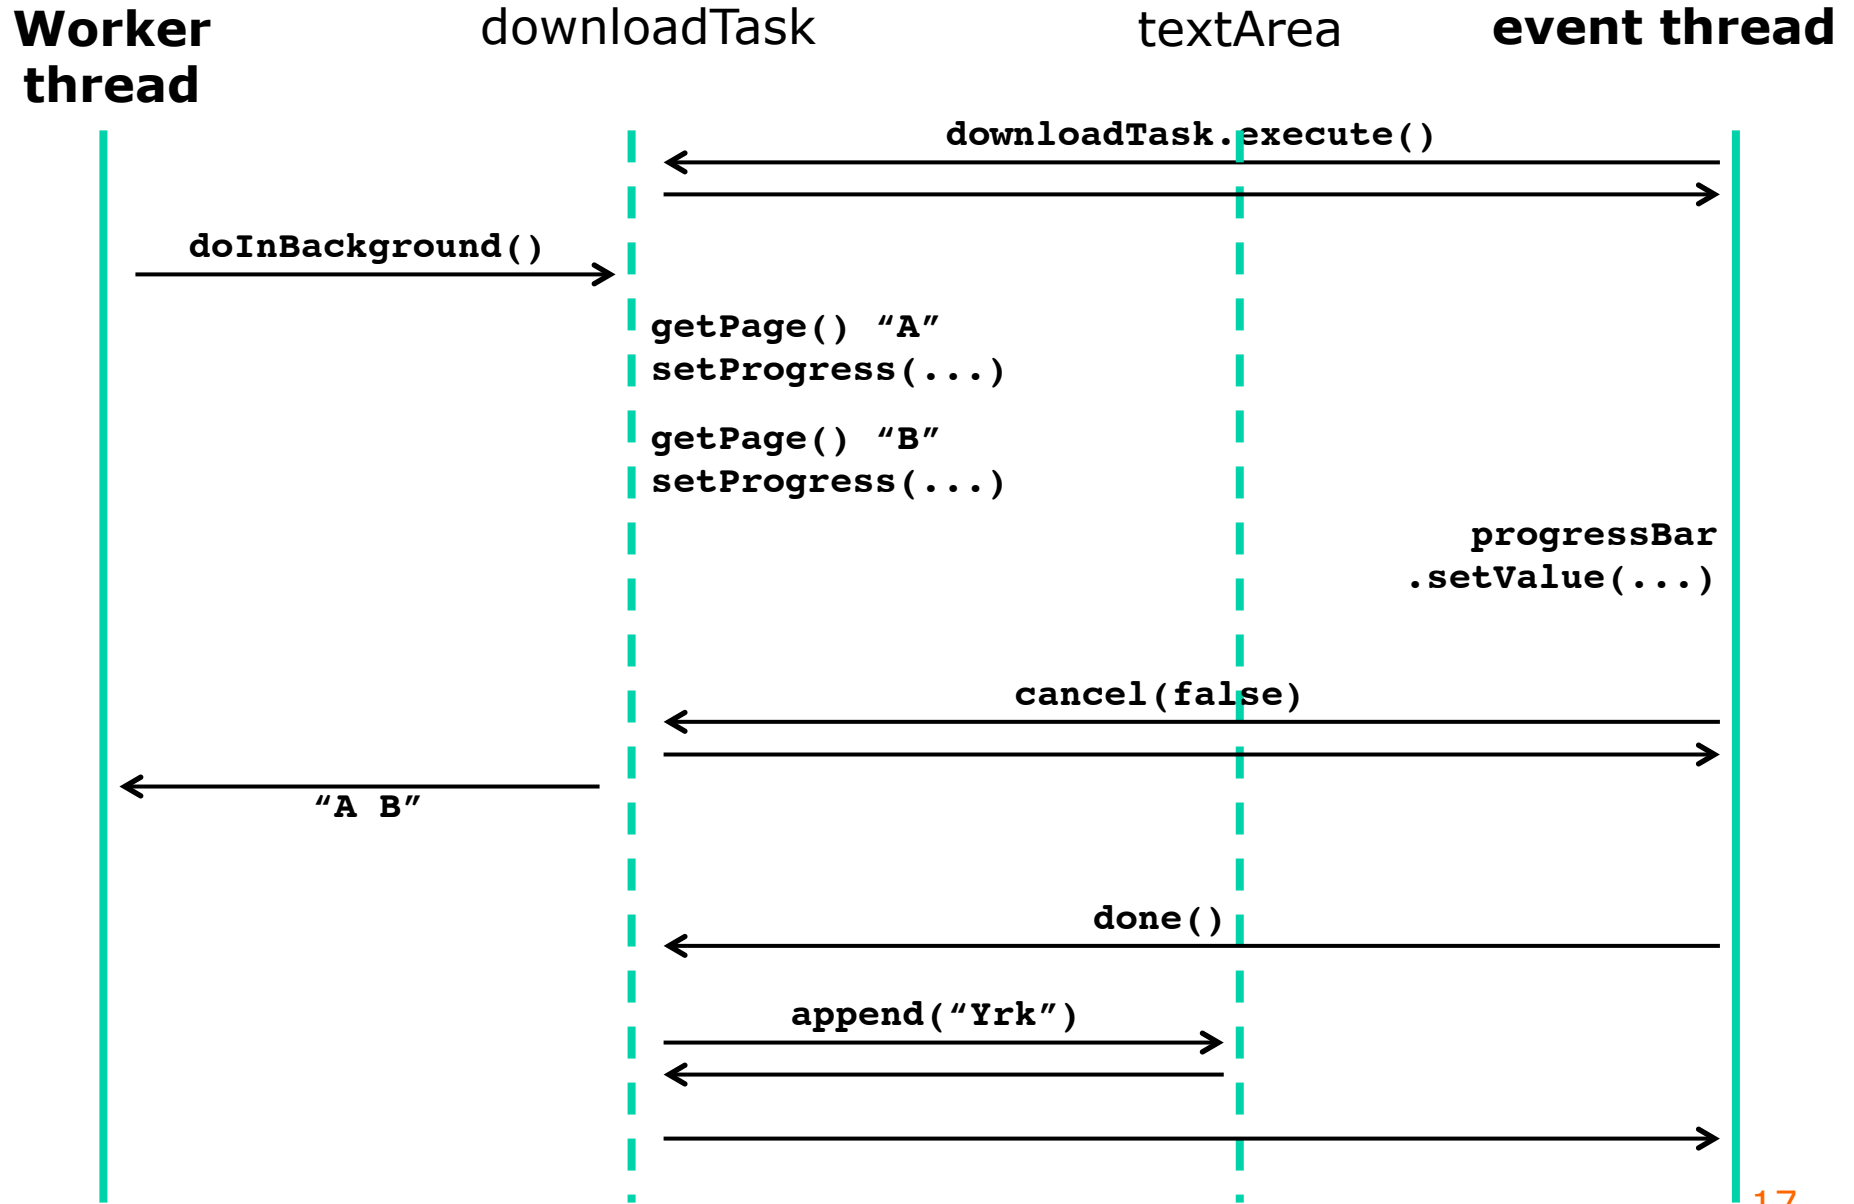 Worker
thread
downloadTask
textArea
event thread
downloadTask.execute()
doInBackground()
getPage() “A”
setProgress(...)
getPage() “B”
setProgress(...)
progressBar
.setValue(...)
cancel(false)
“A B”
done()
append(“Yrk”)
17